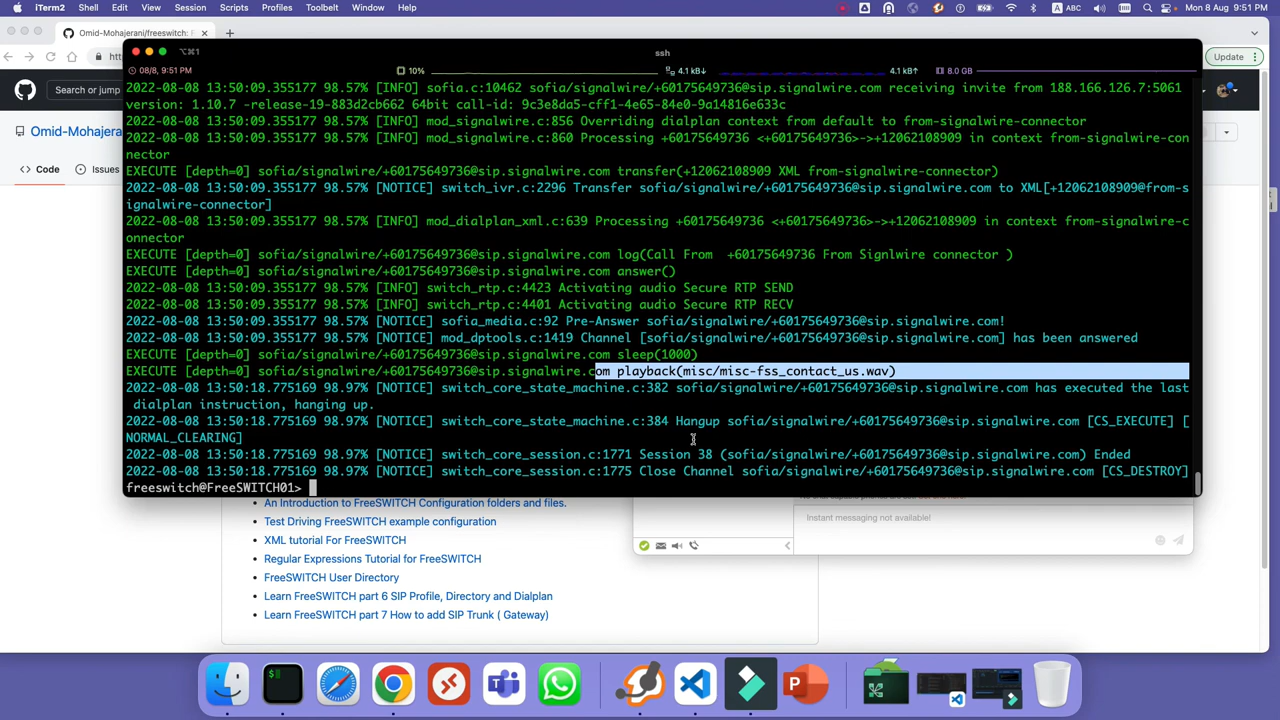 iTerm2 Shell Edit View Session Scripts Profiles Toolbelt Window Help ABC Mon 8 Aug 9:51 PM
Omid-Mohajerani/freeswitch:
Update
Search or jump
Omid-Mohajera
Code Issues
ssh
⌥⌘1
08/8, 9:51 PM 10% 4.1 kB↓ 4.1 kB↑ 8.0 GB
2022-08-08 13:50:09.355177 98.57% [INFO] sofia.c:10462 sofia/signalwire/+60175649736@sip.signalwire.com receiving invite from 188.166.126.7:5061
version: 1.10.7 -release-19-883d2cb662 64bit call-id: 9c3e8da5-cff1-4e65-84e0-9a14816e633c
2022-08-08 13:50:09.355177 98.57% [INFO] mod_signalwire.c:856 Overriding dialplan context from default to from-signalwire-connector
2022-08-08 13:50:09.355177 98.57% [INFO] mod_signalwire.c:860 Processing +60175649736 <+60175649736>->+12062108909 in context from-signalwire-con
nector
EXECUTE [depth=0] sofia/signalwire/+60175649736@sip.signalwire.com transfer(+12062108909 XML from-signalwire-connector)
2022-08-08 13:50:09.355177 98.57% [NOTICE] switch_ivr.c:2296 Transfer sofia/signalwire/+60175649736@sip.signalwire.com to XML[+12062108909@from-s
ignalwire-connector]
2022-08-08 13:50:09.355177 98.57% [INFO] mod_dialplan_xml.c:639 Processing +60175649736 <+60175649736>->+12062108909 in context from-signalwire-c
onnector
EXECUTE [depth=0] sofia/signalwire/+60175649736@sip.signalwire.com log(Call From  +60175649736 From Signlwire connector )
EXECUTE [depth=0] sofia/signalwire/+60175649736@sip.signalwire.com answer()
2022-08-08 13:50:09.355177 98.57% [INFO] switch_rtp.c:4423 Activating audio Secure RTP SEND
2022-08-08 13:50:09.355177 98.57% [INFO] switch_rtp.c:4401 Activating audio Secure RTP RECV
2022-08-08 13:50:09.355177 98.57% [NOTICE] sofia_media.c:92 Pre-Answer sofia/signalwire/+60175649736@sip.signalwire.com!
2022-08-08 13:50:09.355177 98.57% [NOTICE] mod_dptools.c:1419 Channel [sofia/signalwire/+60175649736@sip.signalwire.com] has been answered
EXECUTE [depth=0] sofia/signalwire/+60175649736@sip.signalwire.com sleep(1000)
EXECUTE [depth=0] sofia/signalwire/+60175649736@sip.signalwire.com playback(misc/misc-fss_contact_us.wav)
2022-08-08 13:50:18.775169 98.97% [NOTICE] switch_core_state_machine.c:382 sofia/signalwire/+60175649736@sip.signalwire.com has executed the last
dialplan instruction, hanging up.
2022-08-08 13:50:18.775169 98.97% [NOTICE] switch_core_state_machine.c:384 Hangup sofia/signalwire/+60175649736@sip.signalwire.com [CS_EXECUTE] [
NORMAL_CLEARING]
2022-08-08 13:50:18.775169 98.97% [NOTICE] switch_core_session.c:1771 Session 38 (sofia/signalwire/+60175649736@sip.signalwire.com) Ended
2022-08-08 13:50:18.775169 98.97% [NOTICE] switch_core_session.c:1775 Close Channel sofia/signalwire/+60175649736@sip.signalwire.com [CS_DESTROY]
freeswitch@FreeSWITCH01>
An Introduction to FreeSWITCH Configuration folders and files.
Test Driving FreeSWITCH example configuration
XML tutorial For FreeSWITCH
Regular Expressions Tutorial for FreeSWITCH
FreeSWITCH User Directory
Learn FreeSWITCH part 6 SIP Profile, Directory and Dialplan
Learn FreeSWITCH part 7 How to add SIP Trunk ( Gateway)
Instant messaging not available!